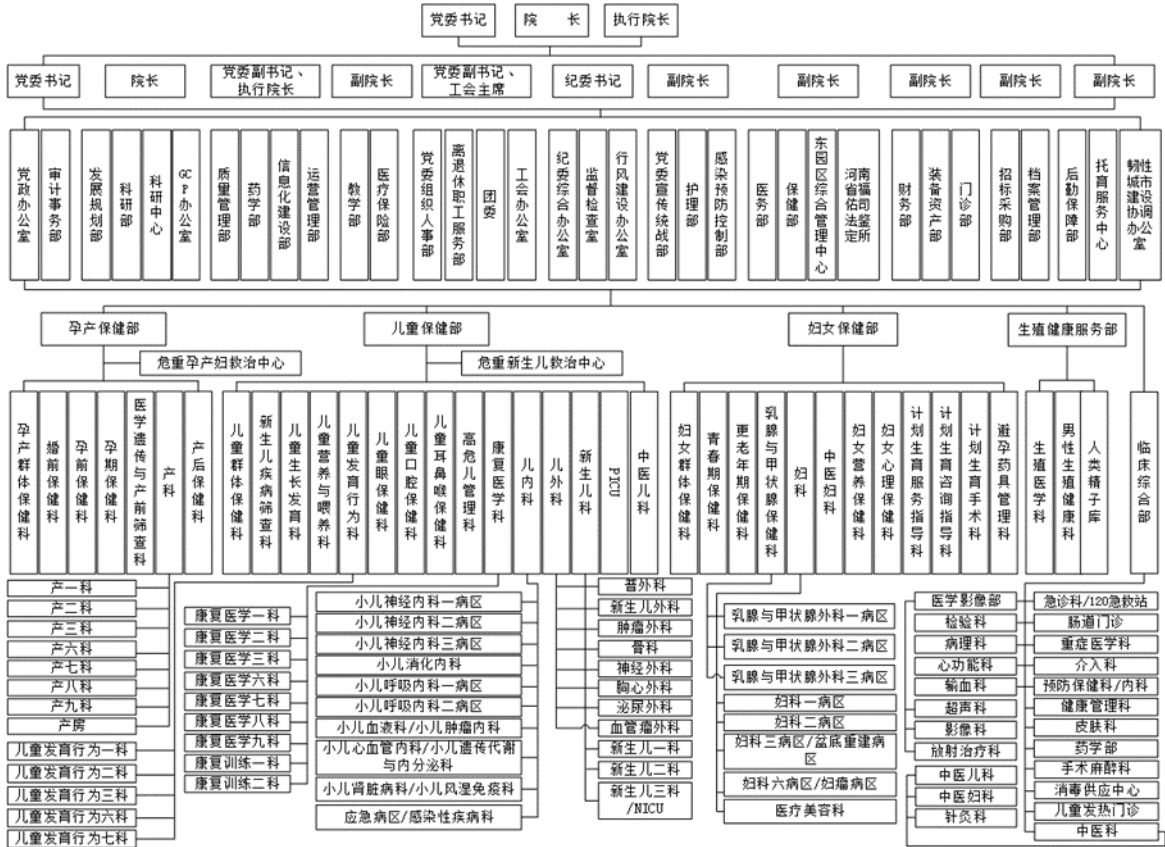 党委书记
院 长
执行院长
党委书记
院长
党委副书记、
执行院长
副院长
党委副书记、
工会主席
纪委书记
副院长
副院长
副院长
副院长
副院长
党政办公室
审计事务部
发展规划部
科研部
科研中心
GCP办公室
质量管理部
药学部
信息化建设部
运营管理部
教学部
医疗保险部
党委组织人事部
离退休职工服务部
团委
工会办公室
纪委综合办公室
监督检查室
行风建设办公室
党委宣传统战部
护理部
感染预防控制部
医务部
保健部
东园区综合管理中心
河南省福佑司法鉴定所
财务部
装备资产部
门诊部
招标采购部
档案管理部
后勤保障部
托育服务中心
韧性城市建设协调办公室
孕产保健部
儿童保健部
妇女保健部
生殖健康服务部
危重孕产妇救治中心
危重新生儿救治中心
孕产群体保健科
婚前保健科
孕前保健科
孕期保健科
医学遗传与产前筛查科
产科
产后保健科
儿童群体保健科
新生儿疾病筛查科
儿童生长发育科
儿童营养与喂养科
儿童发育行为科
儿童眼保健科
儿童口腔保健科
儿童耳鼻喉保健科
高危儿管理科
康复医学科
儿内科
儿外科
新生儿科
PICU
中医儿科
妇女群体保健科
青春期保健科
更老年期保健科
乳腺与甲状腺保健科
妇科
中医妇科
妇女营养保健科
妇女心理保健科
计划生育服务指导科
计划生育咨询指导科
计划生育手术科
避孕药具管理科
生殖医学科
男性生殖健康科
人类精子库
临床综合部
产一科
产二科
产三科
产六科
产七科
产八科
产九科
产房
儿童发育行为一科
儿童发育行为二科
儿童发育行为三科
儿童发育行为六科
儿童发育行为七科
康复医学一科
康复医学二科
康复医学三科
康复医学六科
康复医学七科
康复医学八科
康复医学九科
康复训练一科
康复训练二科
小儿神经内科一病区
小儿神经内科二病区
小儿神经内科三病区
小儿消化内科
小儿呼吸内科一病区
小儿呼吸内科二病区
小儿血液科/小儿肿瘤内科
小儿心血管内科/小儿遗传代谢
与内分泌科
小儿肾脏病科/小儿风湿免疫科
应急病区/感染性疾病科
普外科
新生儿外科
肿瘤外科
骨科
神经外科
胸心外科
泌尿外科
血管瘤外科
新生儿一科
新生儿二科
新生儿三科
/NICU
乳腺与甲状腺外科一病区
乳腺与甲状腺外科二病区
乳腺与甲状腺外科三病区
妇科一病区
妇科二病区
妇科三病区/盆底重建病
区
妇科六病区/妇瘤病区
医疗美容科
医学影像部
检验科
病理科
心功能科
输血科
超声科
影像科
放射治疗科
中医儿科
中医妇科
针灸科
急诊科/120急救站
肠道门诊
重症医学科
介入科
预防保健科/内科
健康管理科
皮肤科
药学部
手术麻醉科
消毒供应中心
儿童发热门诊
中医科